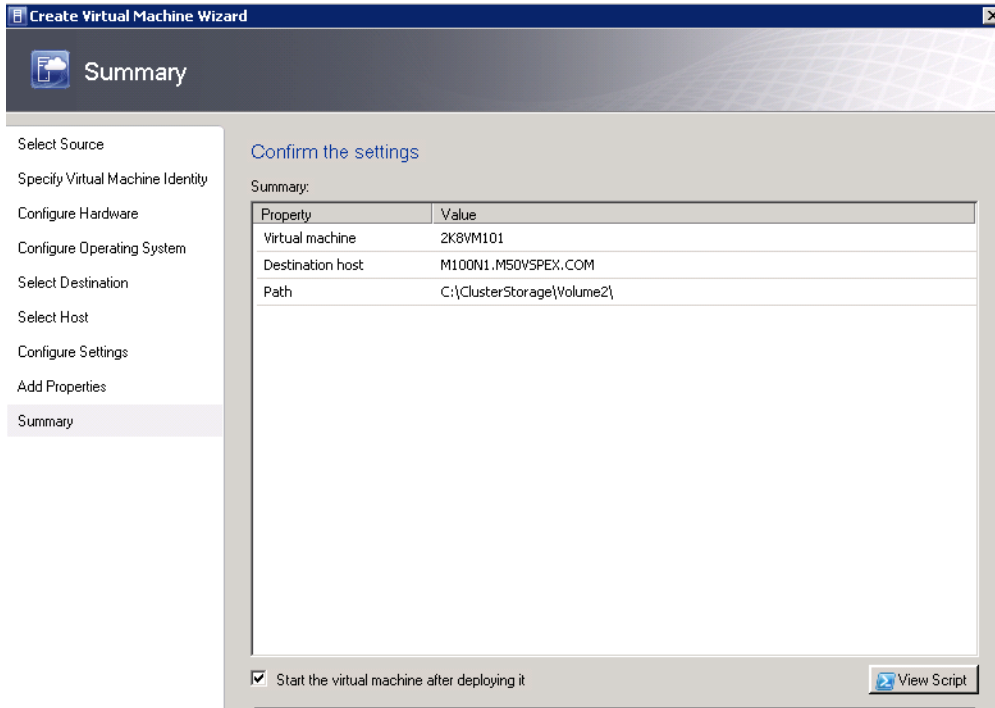 Create Virtual Machine Wizard
Summary
Select Source
Specify Virtual Machine Identity
Configure Hardware
Configure Operating System
Select Destination
Select Host
Configure Settings
Add Properties
Summary
Confirm the settings
Summary:
Property Value
Virtual machine 2K8VM101
Destination host M100N1.M50VSPEX.COM
Path C:\ClusterStorage\Volume2\
Start the virtual machine after deploying it
View Script